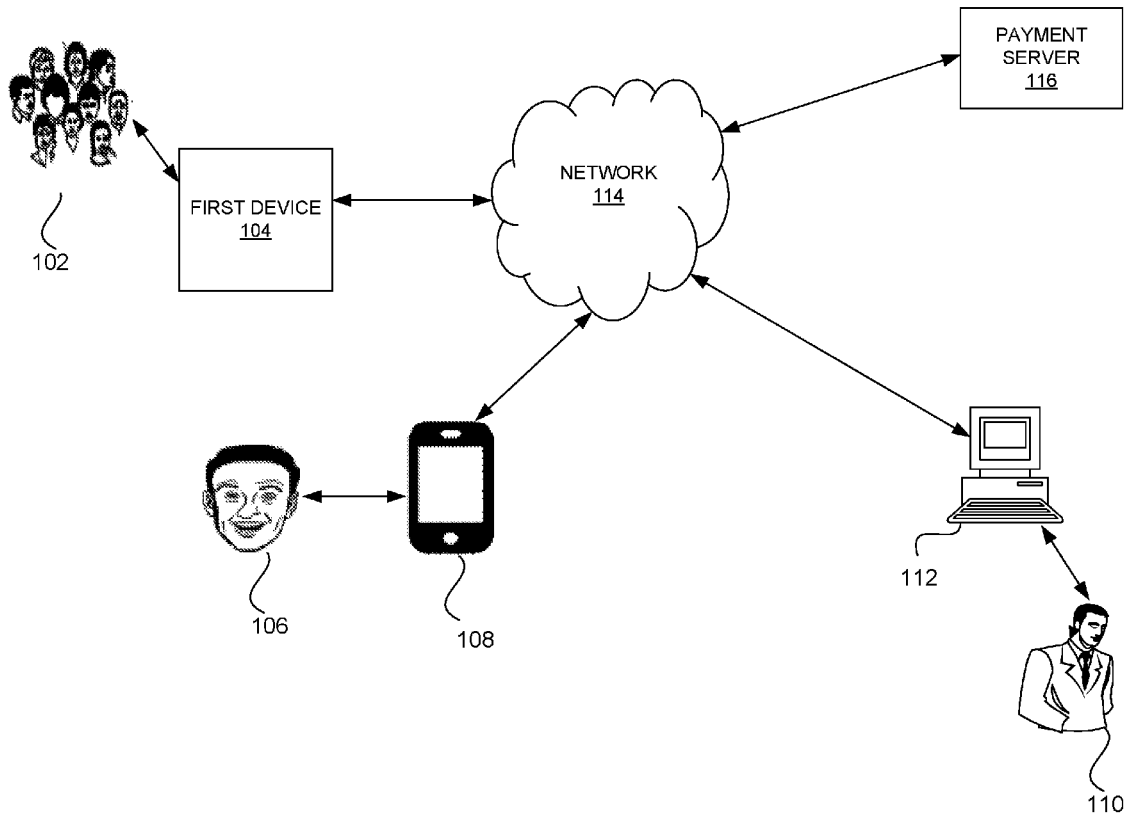 PAYMENT
SERVER
116
NETWORK
114
FIRST DEVICE
104
102
106
108
112
110